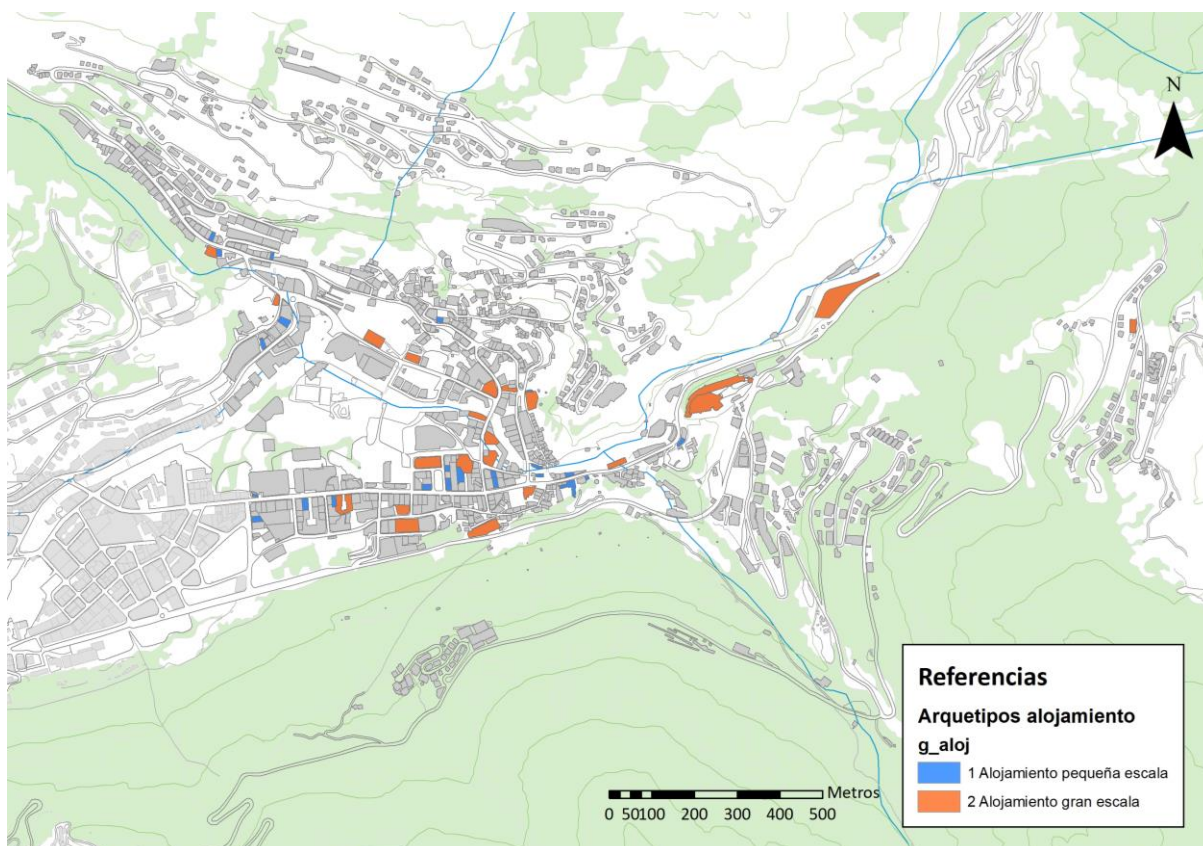 N
Referencias
Arquetipos alojamiento
g_aloj
1 Alojamiento pequeña escala
2 Alojamiento gran escala
Metros
0 50100 200 300 400 500